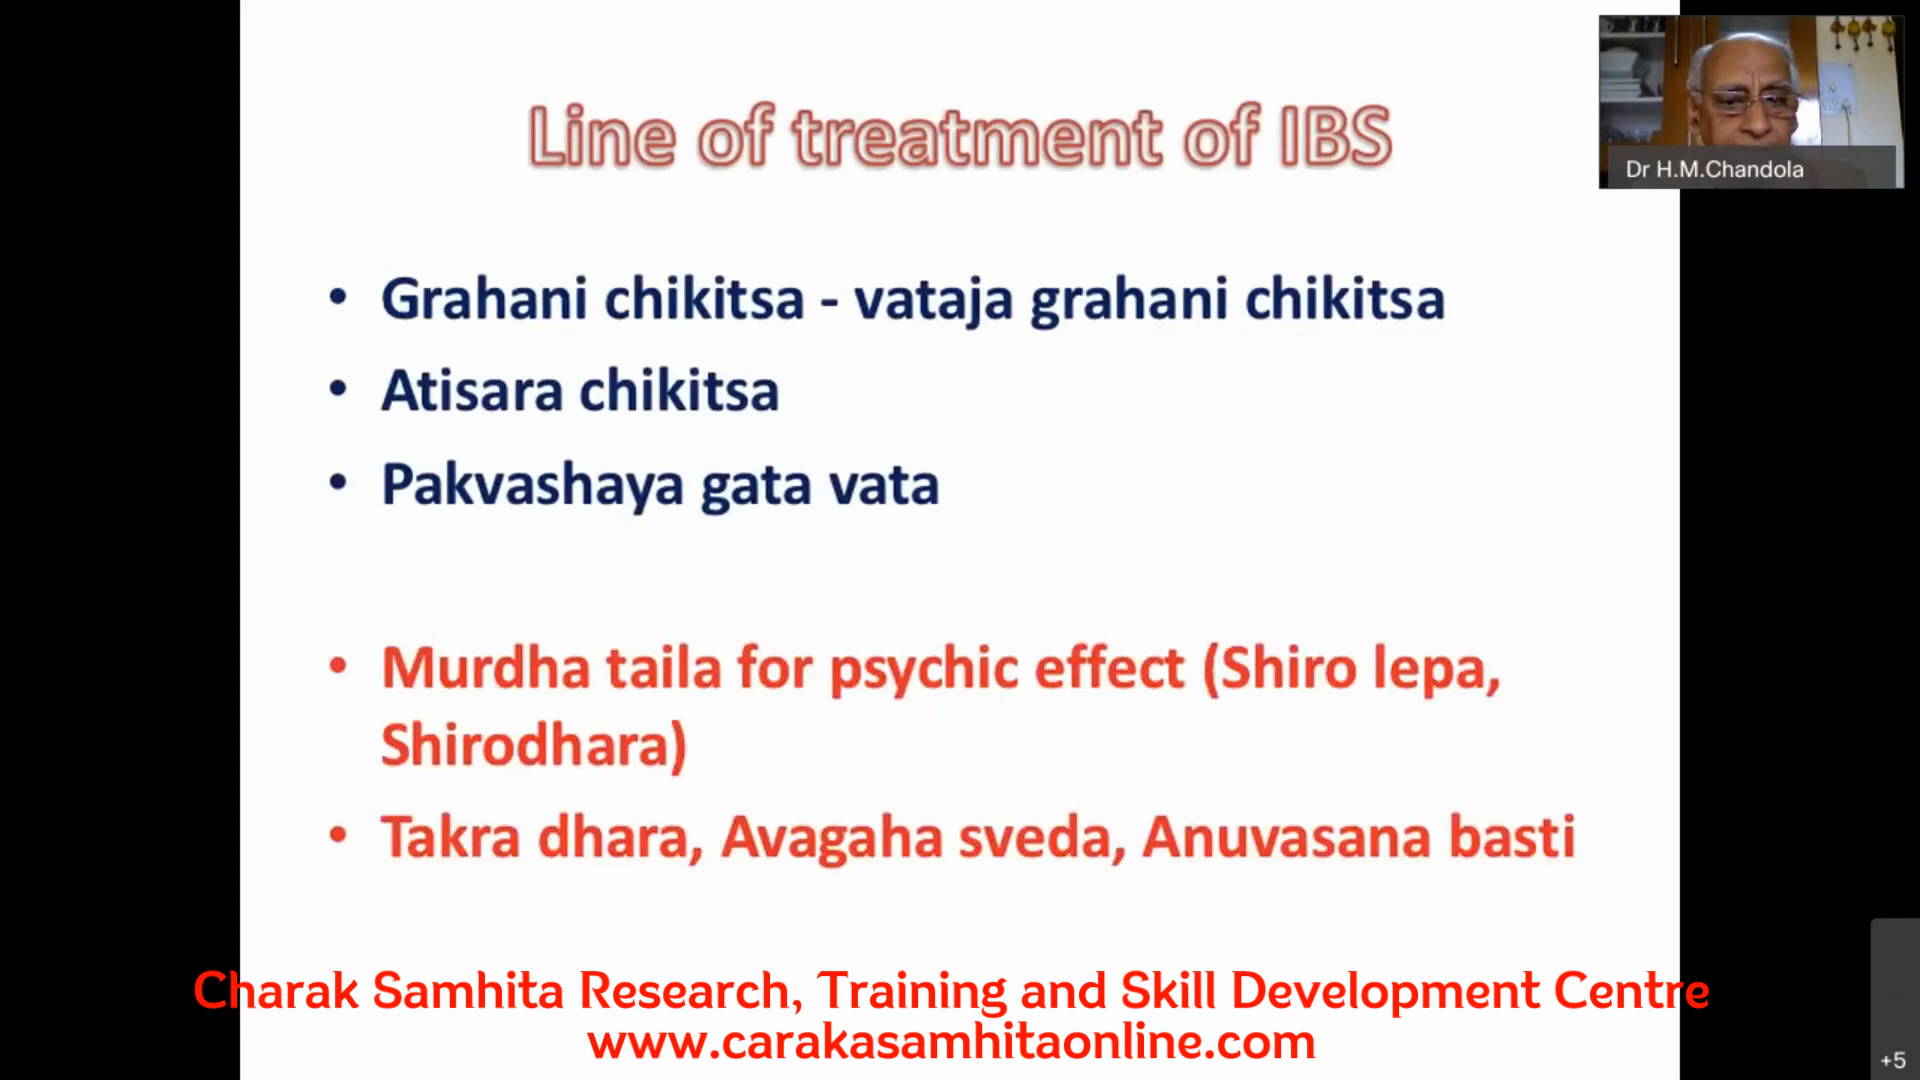 Line of treatment of IBS
Dr H.M.Chandola
• Grahani chikitsa - vataja grahani chikitsa
• Atisara chikitsa
• Pakvashaya gata vata
• Murdha taila for psychic effect (Shiro lepa,
Shirodhara)
• Takra dhara, Avagaha sveda, Anuvasana basti
Charak Samhita Research, Training and Skill Development Centre
www.carakasamhitaonline.com
+5